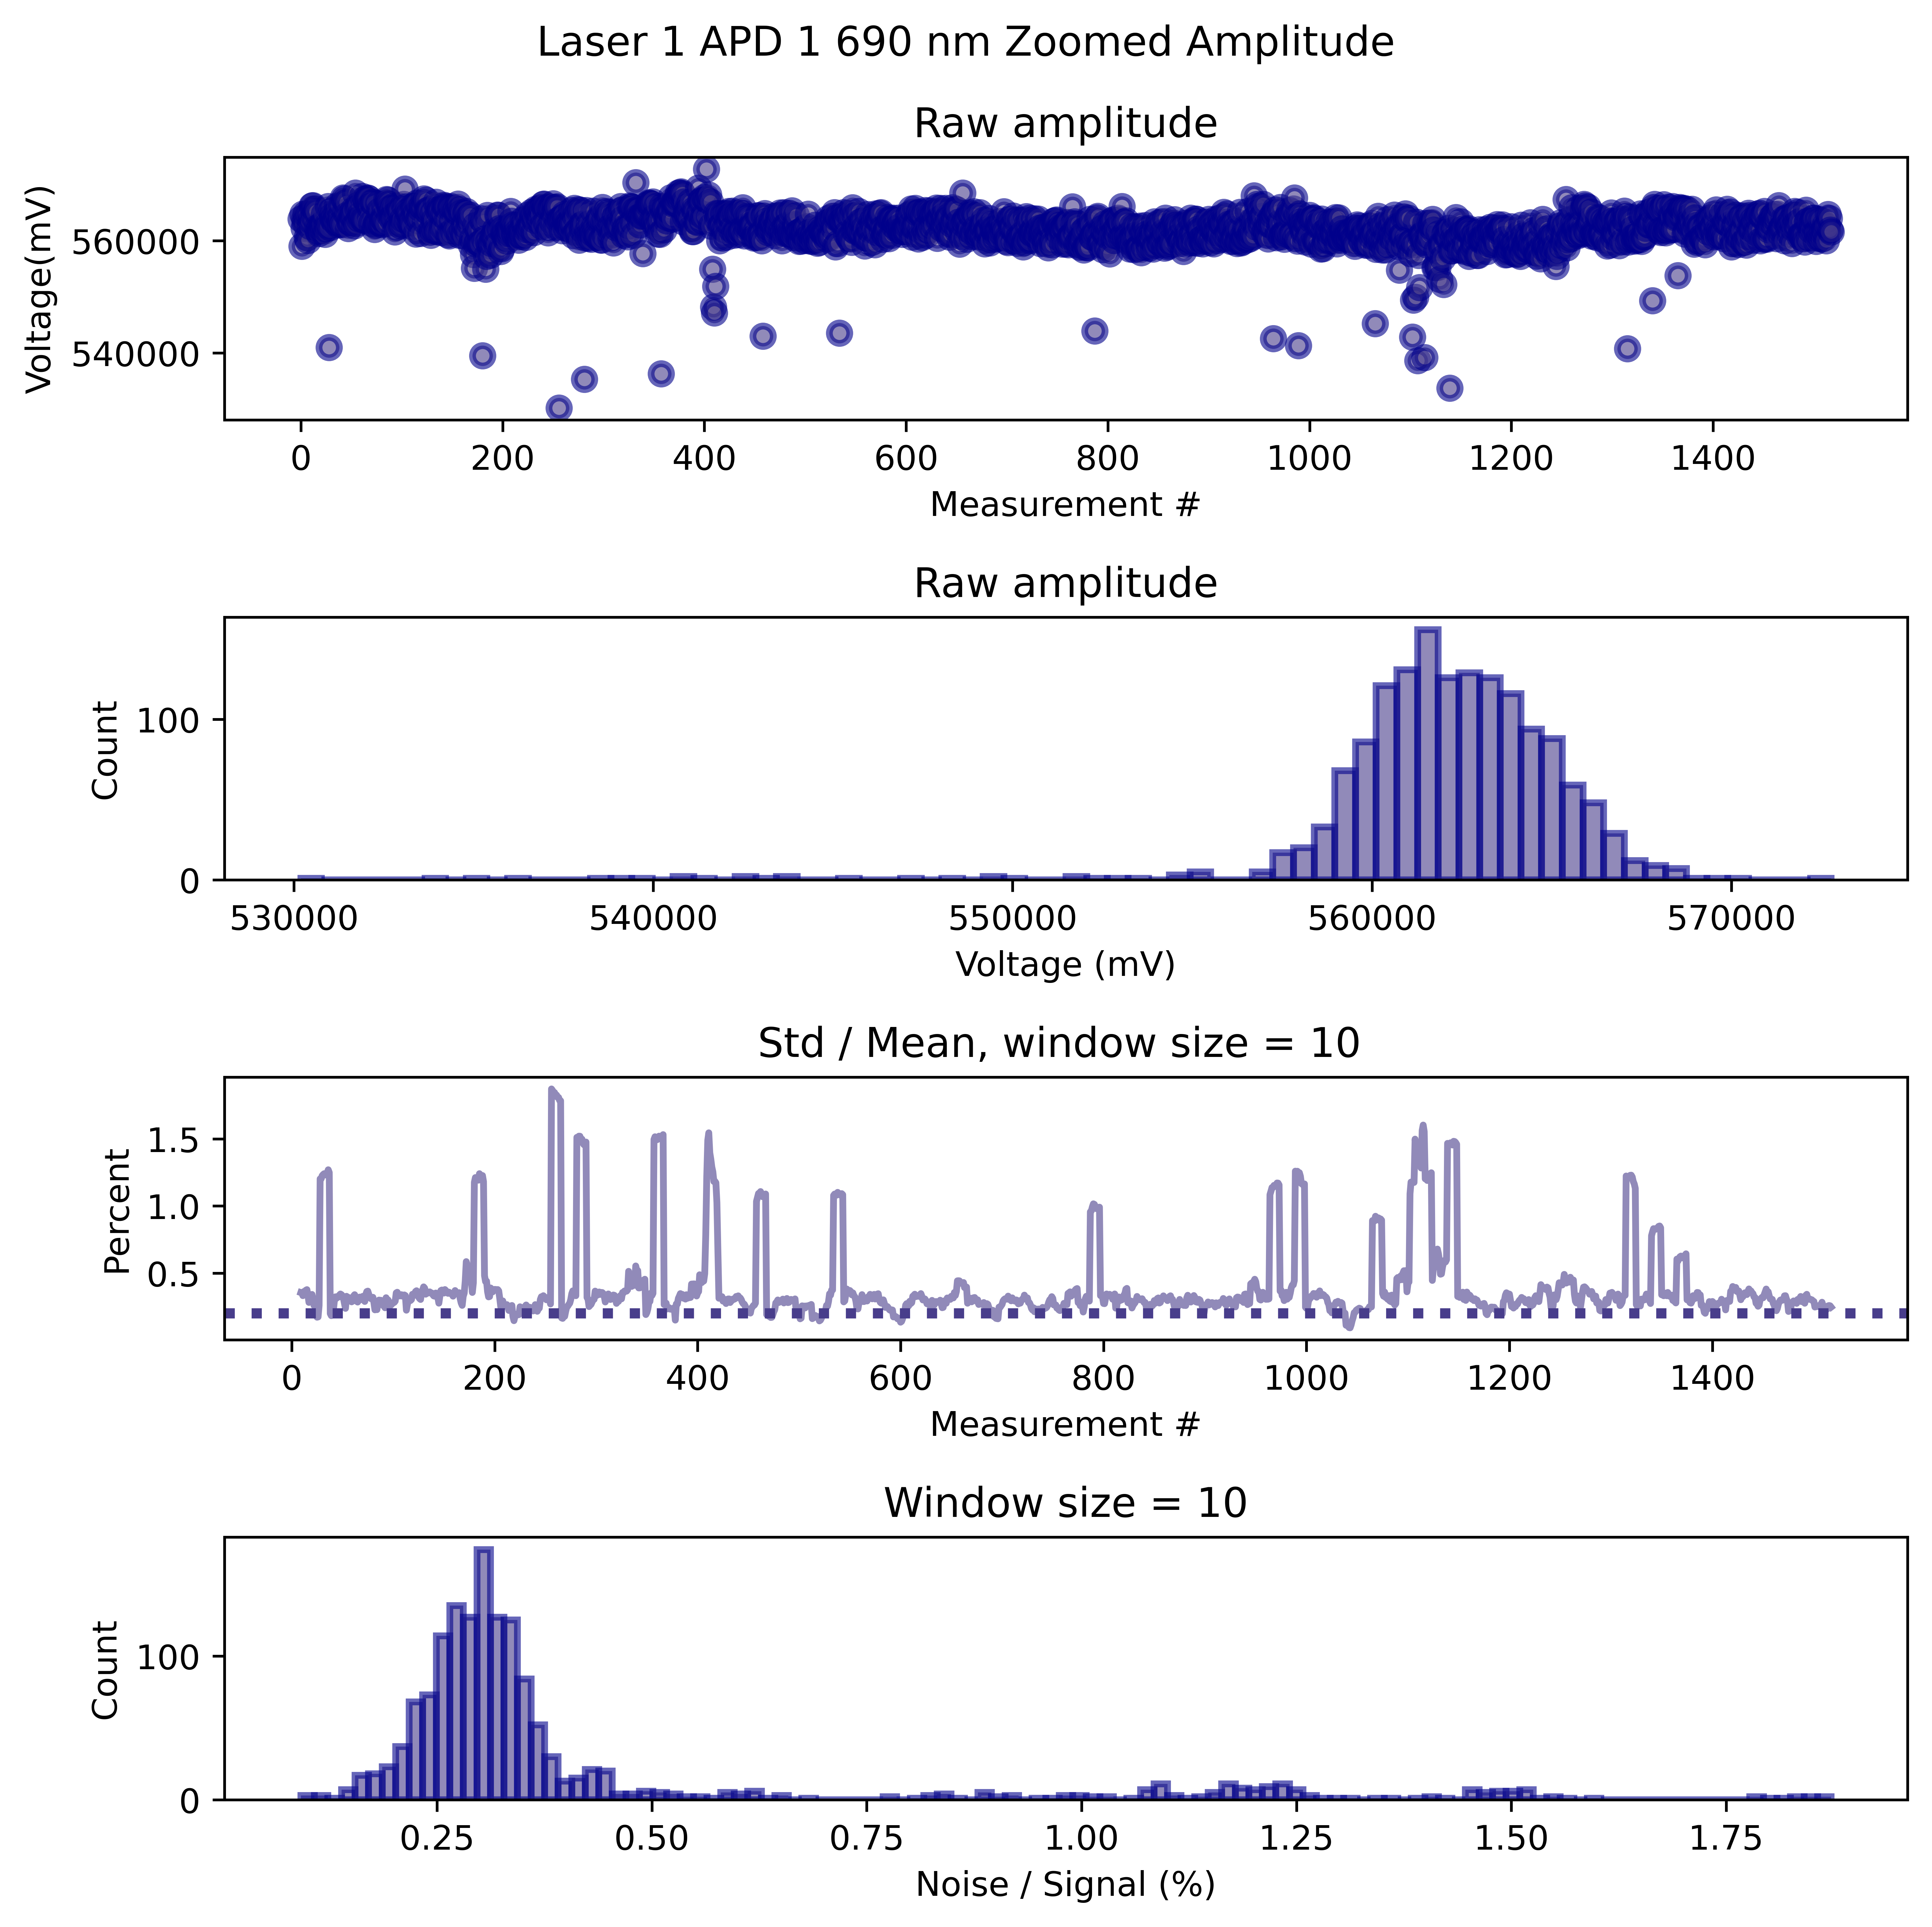 Laser 1 APD 1 690 nm Zoomed Amplitude
Raw amplitude
Voltage(mV)
560000
540000
0 200 400 600 800 1000 1200 1400
Measurement #
Raw amplitude
Count
100
0
530000 540000 550000 560000 570000
Voltage (mV)
Std / Mean, window size = 10
Percent
1.5
1.0
0.5
0 200 400 600 800 1000 1200 1400
Measurement #
Window size = 10
Count
100
0
0.25 0.50 0.75 1.00 1.25 1.50 1.75
Noise / Signal (%)